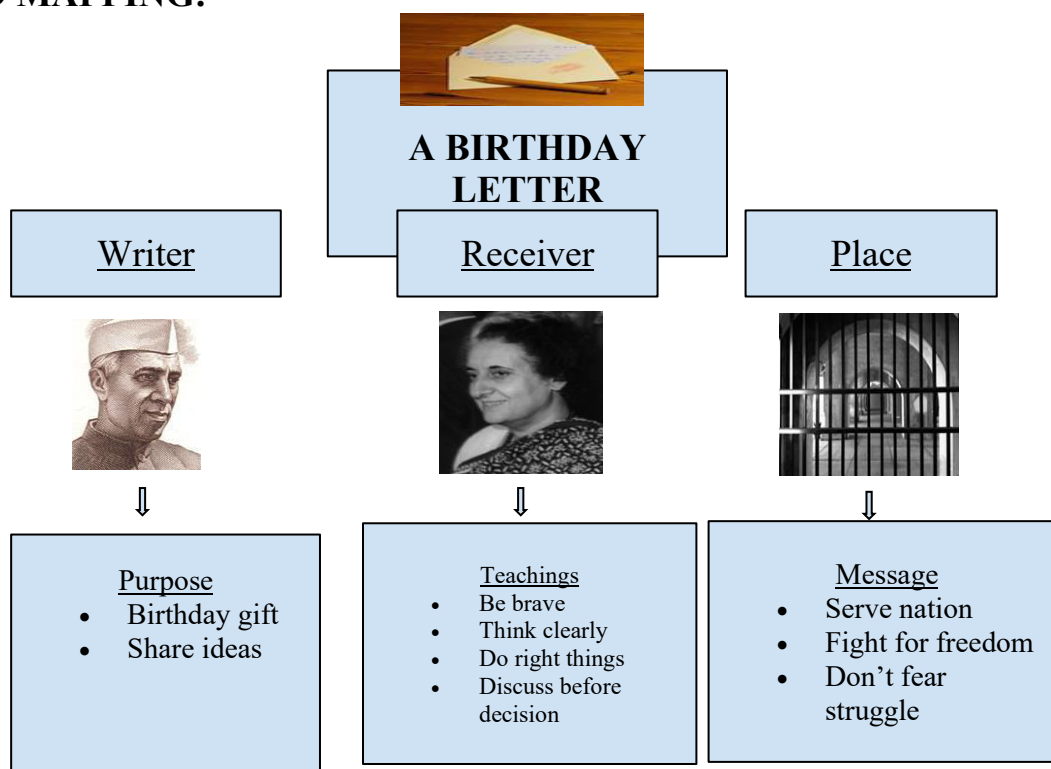 MAPPING:
A BIRTHDAY
LETTER
Writer
Receiver
Place
Purpose
• Birthday gift
• Share ideas
Teachings
• Be brave
• Think clearly
• Do right things
• Discuss before
decision
Message
• Serve nation
• Fight for freedom
• Don’t fear
struggle